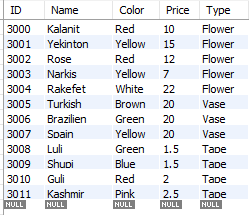 ID Name Color Price Type
3000 Kalanit Red 10 Flower
3001 Yekinton Yellow 15 Flower
3002 Rose Red 12 Flower
3003 Narkis Yellow 7 Flower
3004 Rakefet White 22 Flower
3005 Turkish Brown 20 Vase
3006 Brazilien Green 20 Vase
3007 Spain Yellow 20 Vase
3008 Luli Green 1.5 Tape
3009 Shupi Blue 1.5 Tape
3010 Guli Red 2 Tape
3011 Kashmir Pink 2.5 Tape
NULL NULL NULL NULL NULL